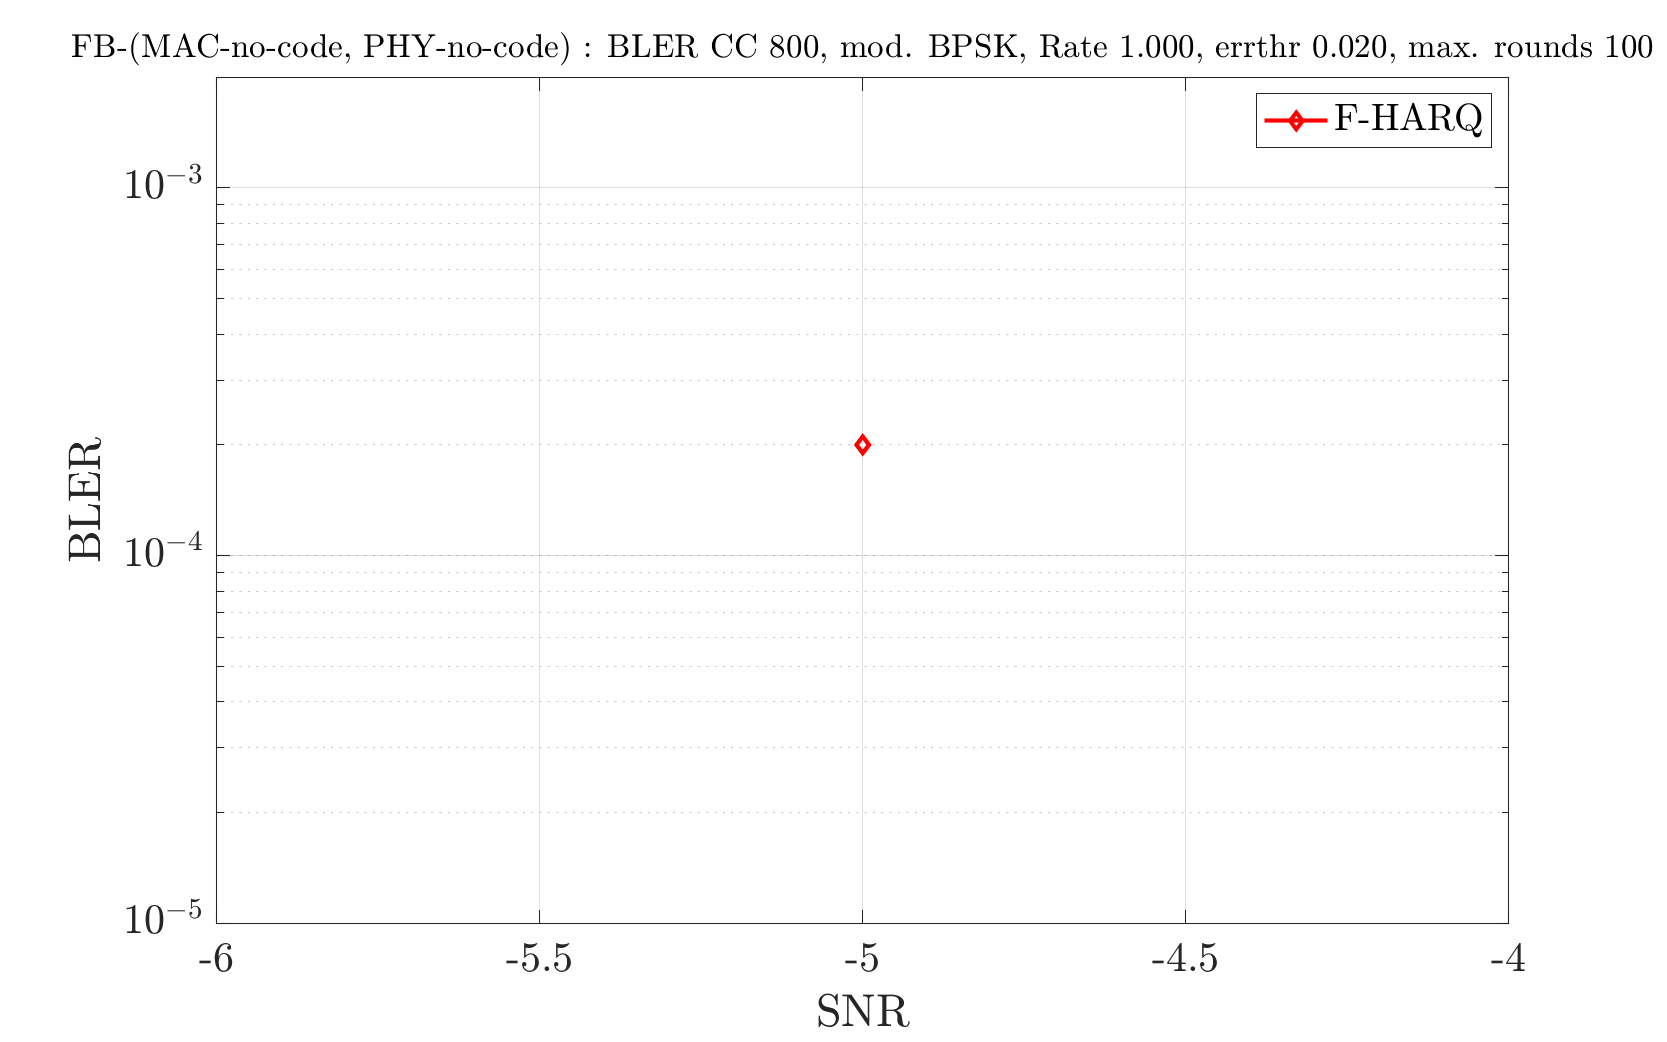 FB-(MAC-no-code, PHY-no-code) : BLER CC 800, mod. BPSK, Rate 1.000, errthr 0.020, max. rounds 100
F-HARQ
10⁻³
BLER
10⁻⁴
10⁻⁵
-6 -5.5 -5 -4.5 -4
SNR